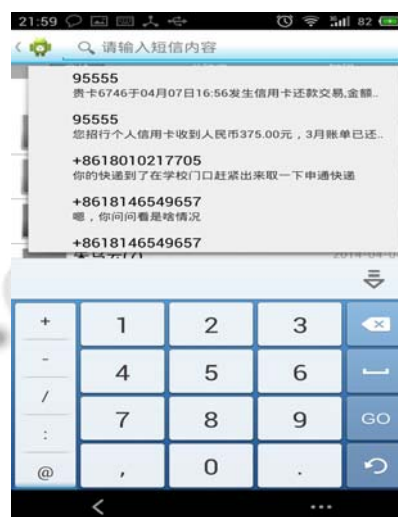 21:59 82
请输入短信内容
95555
贵卡6746于04月07日16:56发生信用卡还款交易,金额..
95555
您招行个人信用卡收到人民币375.00元，3月账单已还..
+8618010217705
你的快递到了在学校门口赶紧出来取一下申通快递
+8618146549657
嗯，你问问看是啥情况
+8618146549657
+ 1 2 3
- 4 5 6
/
7 8 9 GO
:
@ , 0 .